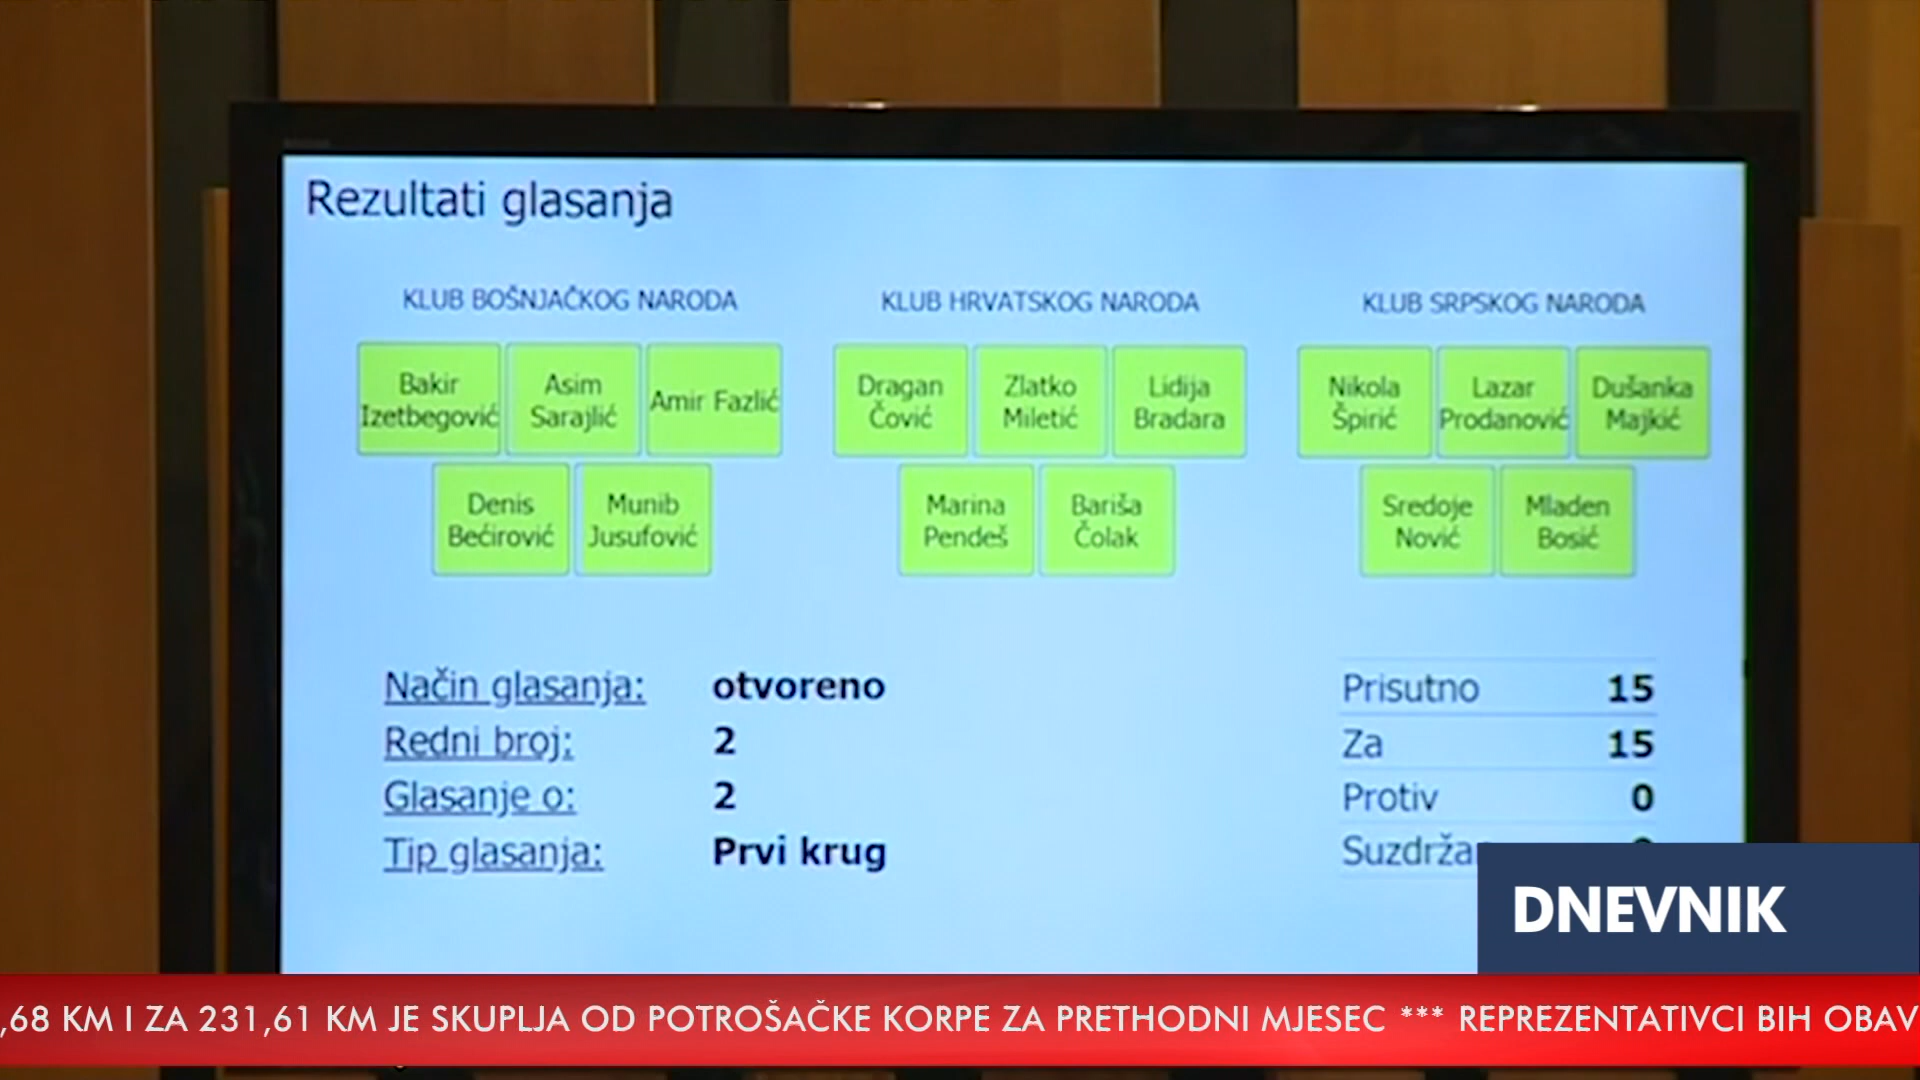 Rezultati glasanja
KLUB BOŠNJAČKOG NARODA
KLUB HRVATSKOG NARODA
KLUB SRPSKOG NARODA
Bakir
Izetbegović
Asim
Sarajlić
Amir Fazlić
Dragan
Čović
Zlatko
Miletić
Lidija
Bradara
Nikola
Špirić
Lazar
Prodanović
Dušanka
Majkić
Denis
Bećirović
Munib
Jusufović
Marina
Pendeš
Bariša
Čolak
Sredoje
Nović
Mladen
Bosić
Način glasanja: otvoreno
Redni broj: 2
Glasanje o: 2
Tip glasanja: Prvi krug
Prisutno 15
Za 15
Protiv 0
DNEVNIK
,68 KM I ZA 231,61 KM JE SKUPLJA OD POTROŠAČKE KORPE ZA PRETHODNI MJESEC *** REPREZENTATIVCI BIH OBAV